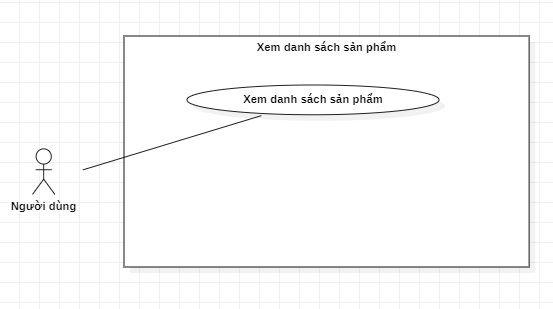 Xem danh sách sản phẩm
Xem danh sách sản phẩm
Người dùng